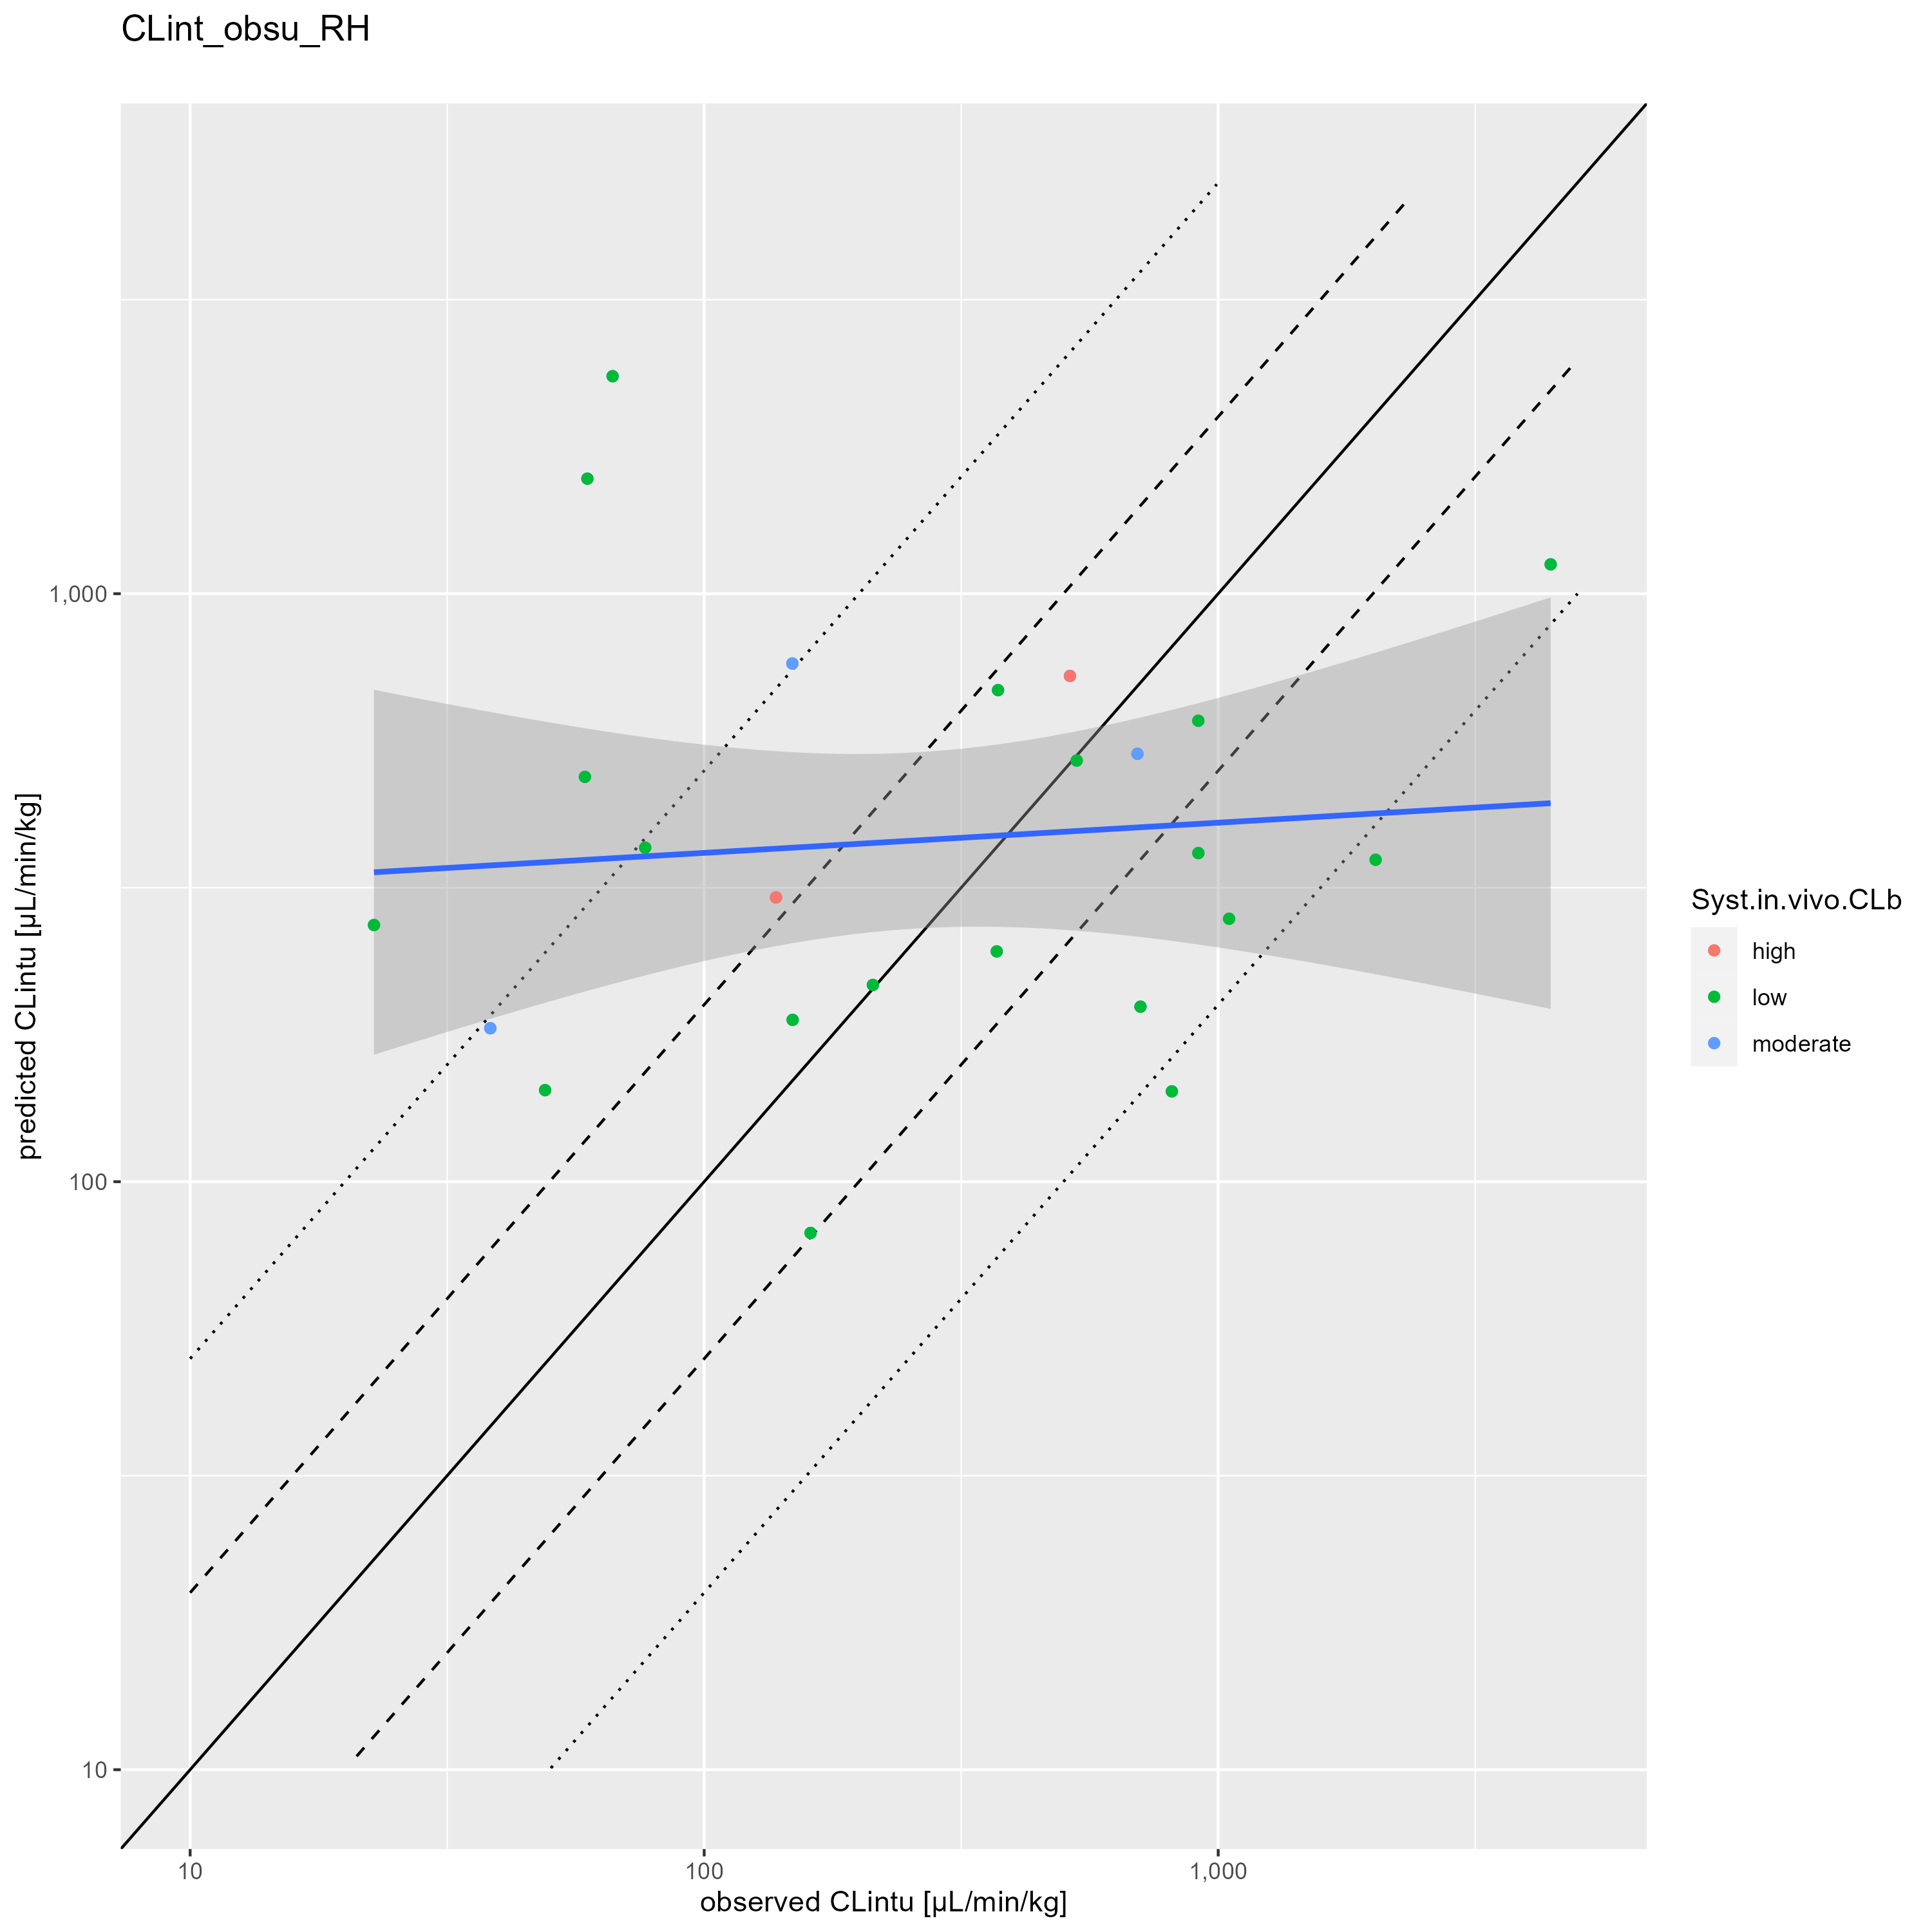 CLint_obsu_RH
predicted CLintu [µL/min/kg]
1,000
100
10
10
100
1,000
observed CLintu [µL/min/kg]
Syst.in.vivo.CLb
high
low
moderate